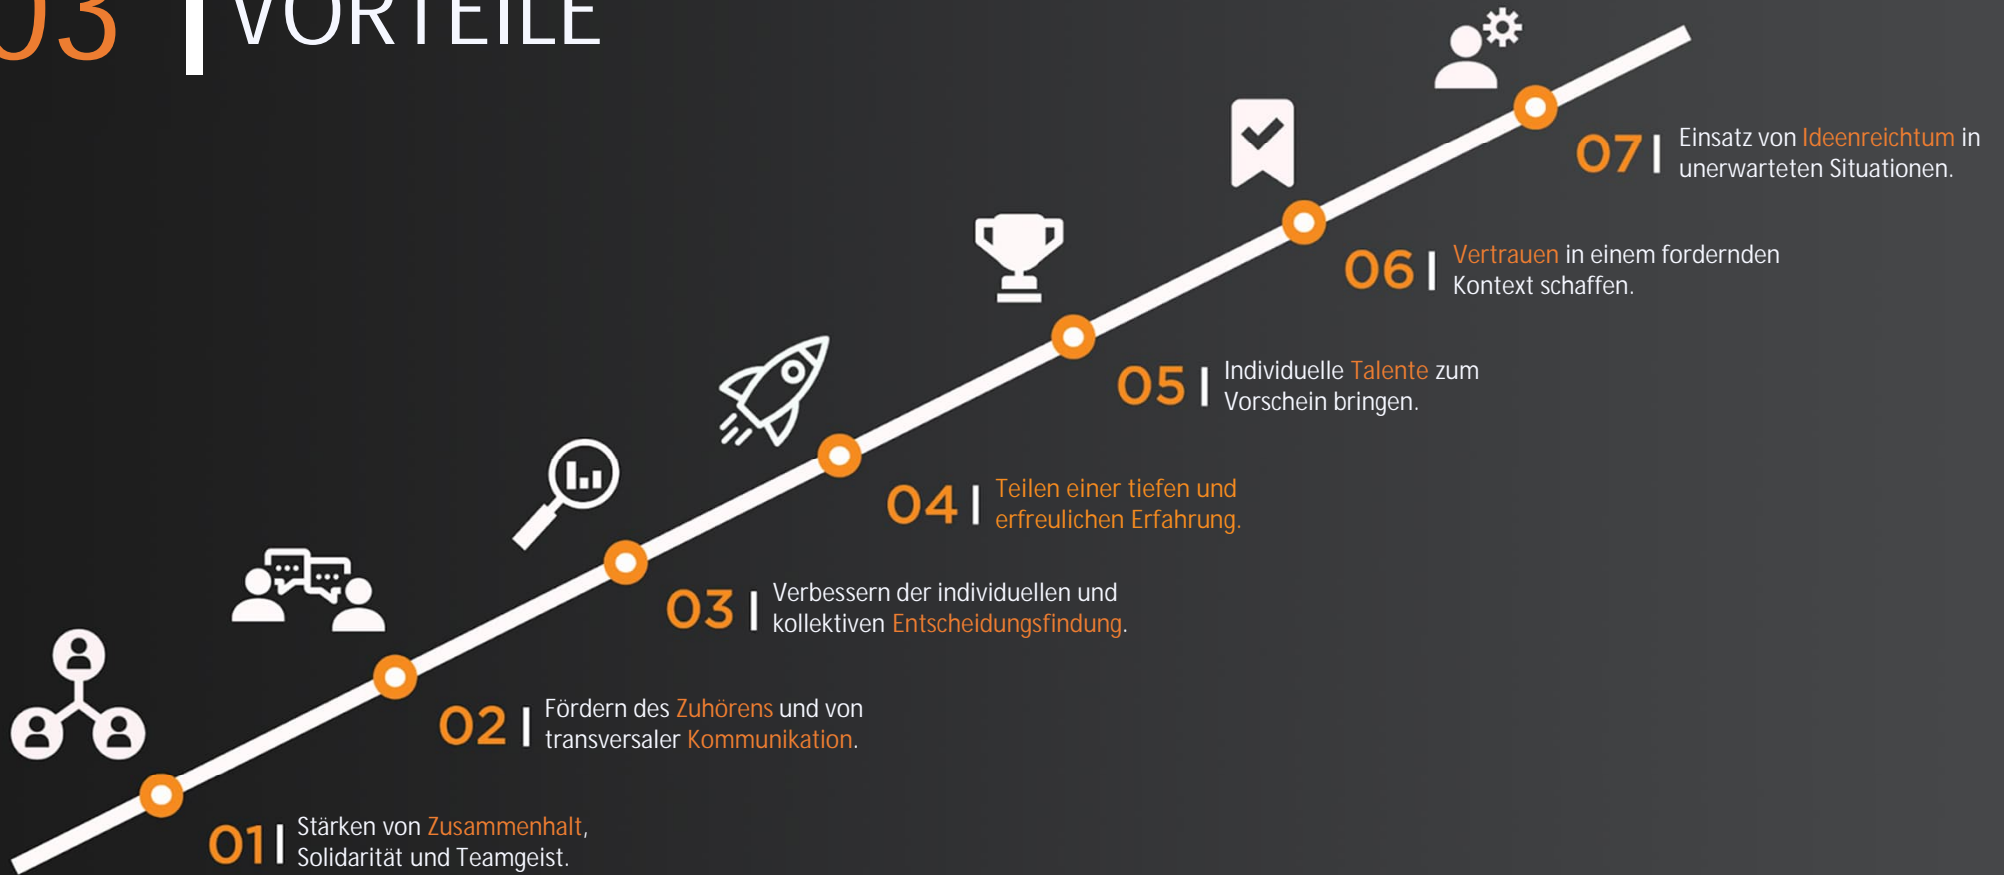 03 VORTEILE
07 Einsatz von Ideenreichtum in
unerwarteten Situationen.
06 Vertrauen in einem fordernden
Kontext schaffen.
05 Individuelle Talente zum
Vorschein bringen.
04 Teilen einer tiefen und
erfreulichen Erfahrung.
03 Verbessern der individuellen und
kollektiven Entscheidungsfindung.
02 Fördern des Zuhörens und von
transversaler Kommunikation.
01 Stärken von Zusammenhalt,
Solidarität und Teamgeist.